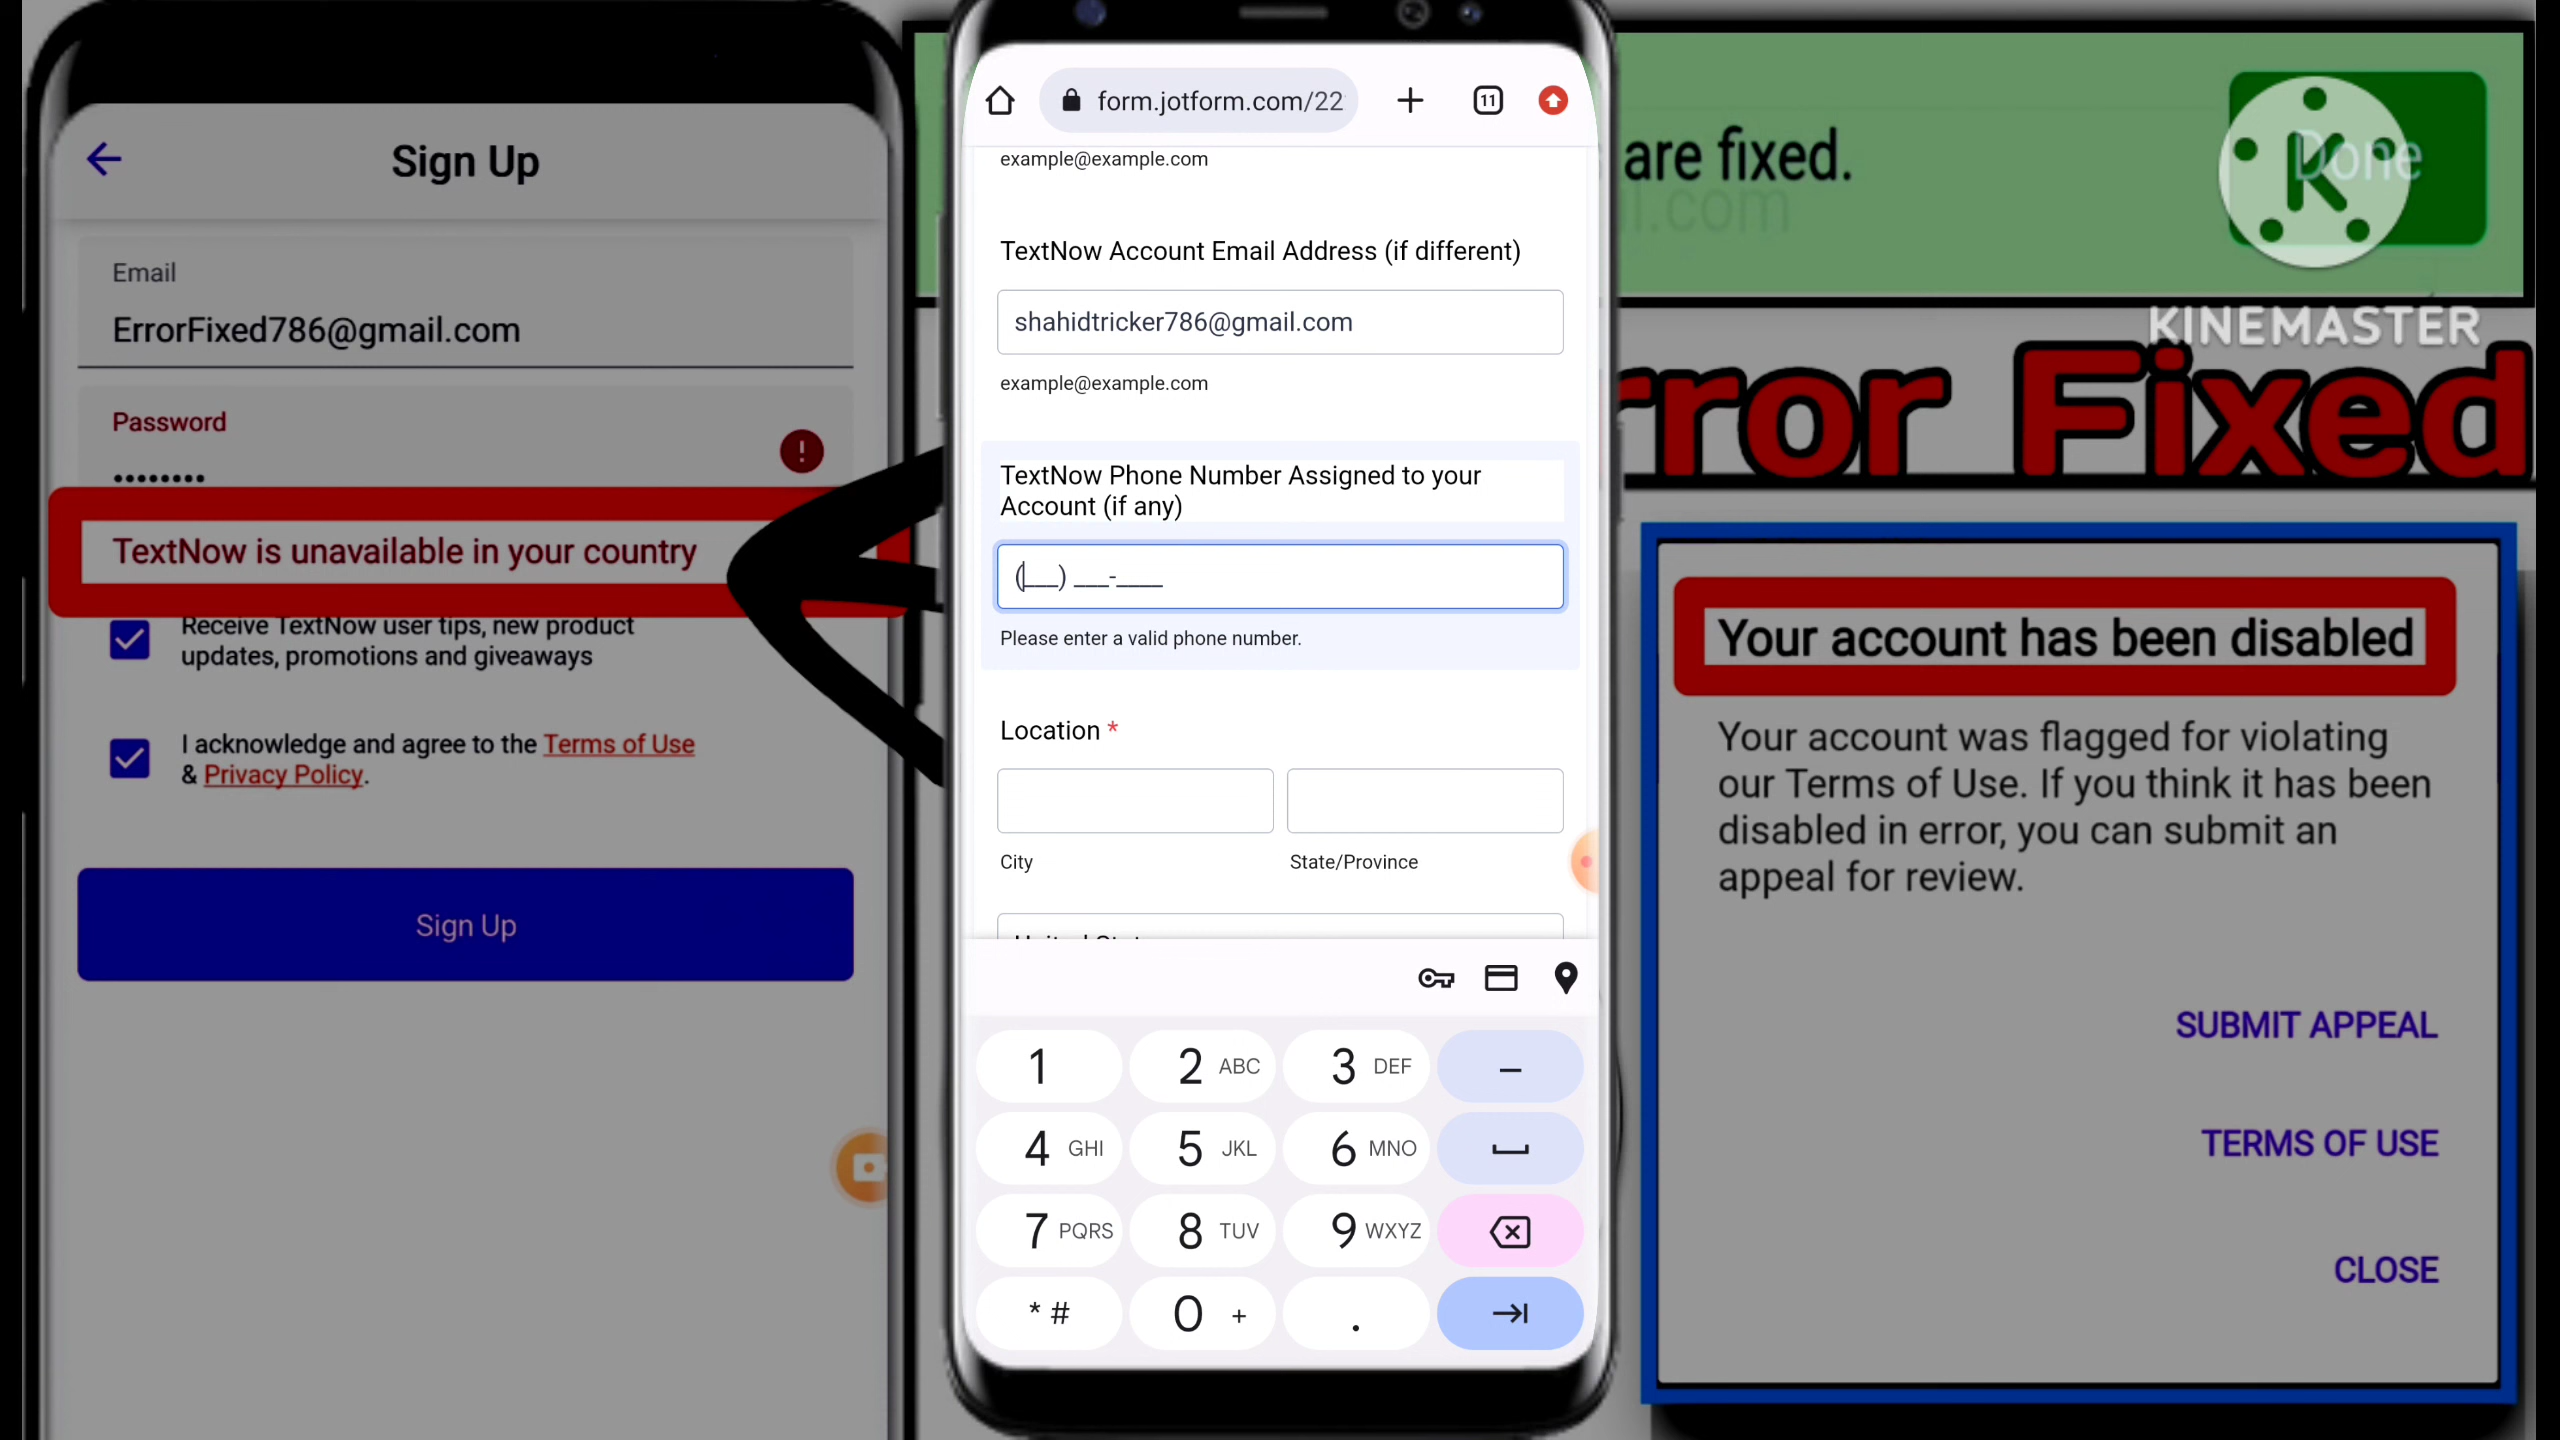 Sign Up
Email
ErrorFixed786@gmail.com
Password
••••••••
TextNow is unavailable in your country
Receive TextNow user tips, new product
updates, promotions and giveaways
I acknowledge and agree to the Terms of Use
& Privacy Policy.
Sign Up
form.jotform.com/22
11
example@example.com
TextNow Account Email Address (if different)
shahidtricker786@gmail.com
example@example.com
TextNow Phone Number Assigned to your
Account (if any)
(___) ___-____
Please enter a valid phone number.
Location *
City
State/Province
1
2 ABC
3 DEF
–
4 GHI
5 JKL
6 MNO
7 PQRS
8 TUV
9 WXYZ
* #
0 +
.
are fixed.
l.com
Done
K
KINEMASTER
rror Fixed
Your account has been disabled
Your account was flagged for violating
our Terms of Use. If you think it has been
disabled in error, you can submit an
appeal for review.
SUBMIT APPEAL
TERMS OF USE
CLOSE